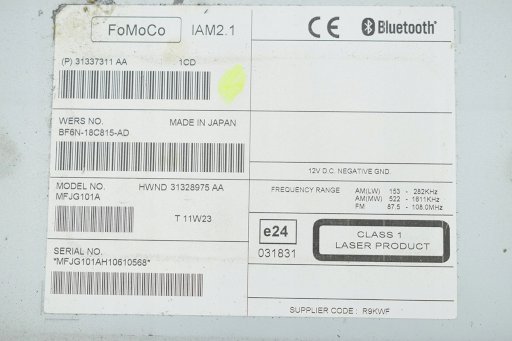 FoMoCo IAM2.1
CE Bluetooth®
(P) 31337311 AA 1CD
WERS NO. MADE IN JAPAN
BF6N-18C815-AD
12V D.C. NEGATIVE GND.
MODEL NO. HWND 31328975 AA
MFJG101A
FREQUENCY RANGE AM(LW) 153 - 282KHz
AM(MW) 522 - 1611KHz
FM 87.5 - 108.0MHz
T 11W23
e24
031831
CLASS 1
LASER PRODUCT
SERIAL NO.
*MFJG101AH10610568*
SUPPLIER CODE : R9KWF